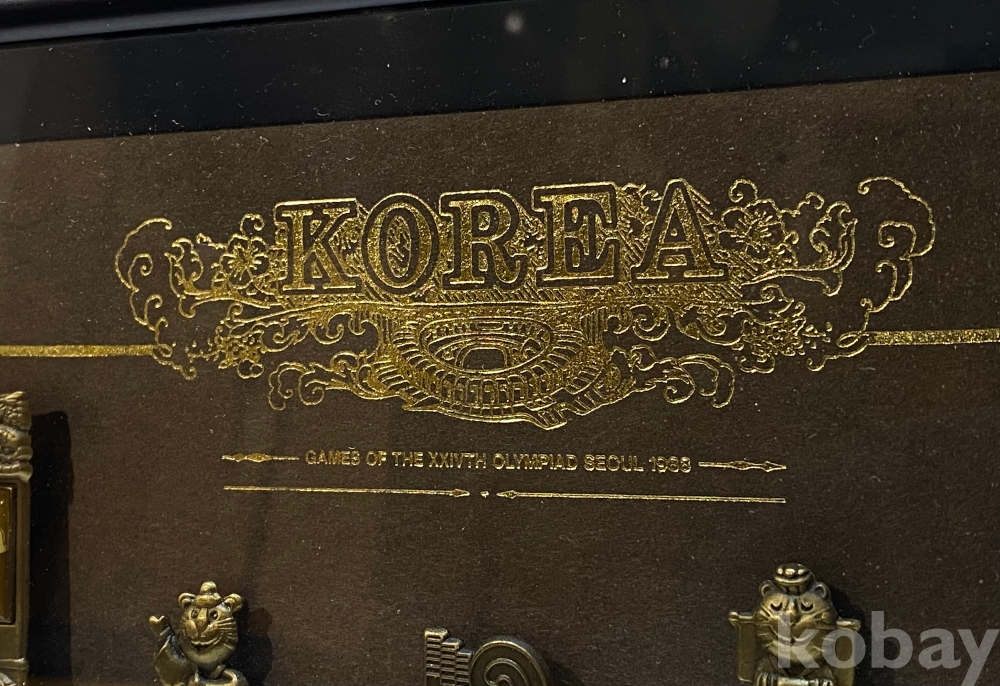 KOREA
GAMES OF THE XXIVTH OLYMPIAD SEOUL 1988
kobay